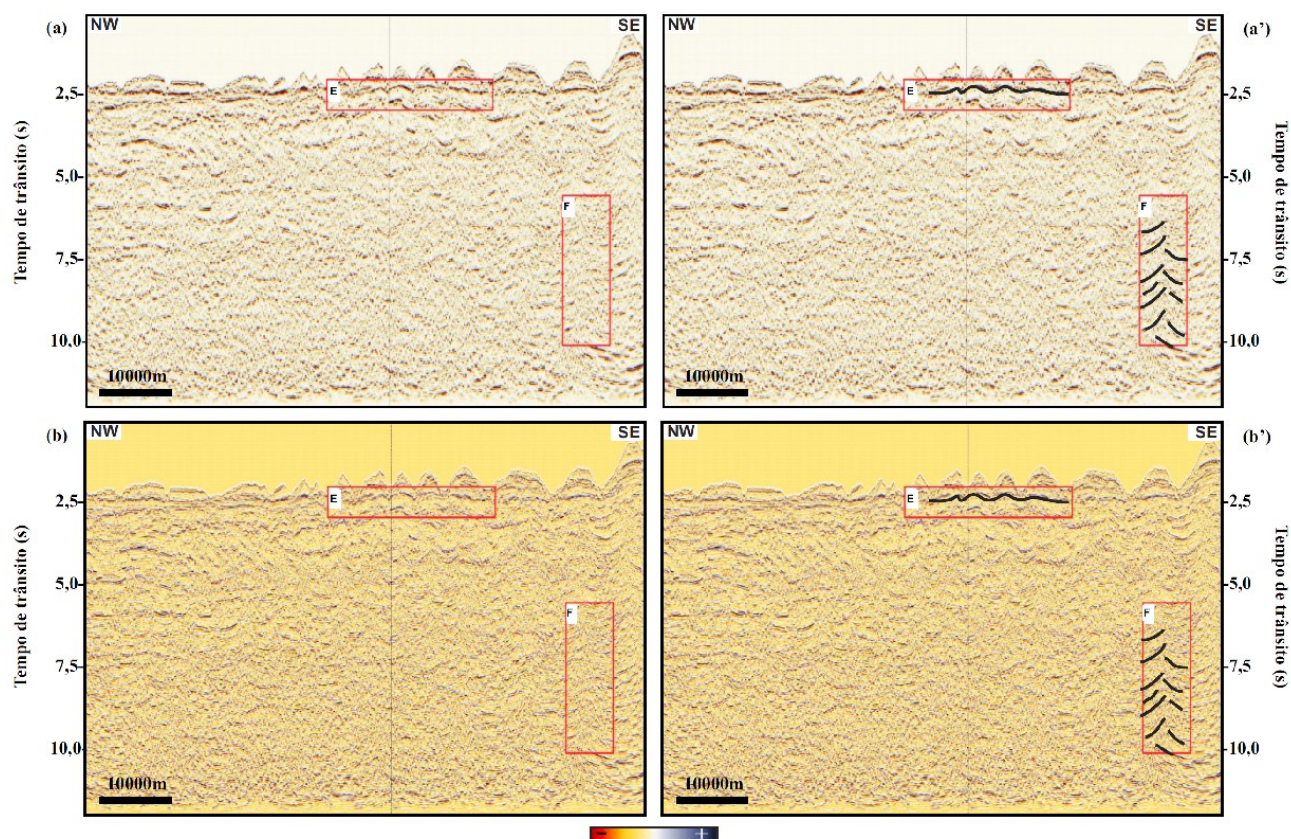 (a)
NW
SE
E
F
2,5
5,0
7,5
10,0
Tempo de trânsito (s)
10000m
(a’)
NW
SE
E
F
2,5
5,0
7,5
10,0
Tempo de trânsito (s)
10000m
(b)
NW
SE
E
F
2,5
5,0
7,5
10,0
Tempo de trânsito (s)
10000m
(b’)
NW
SE
E
F
2,5
5,0
7,5
10,0
Tempo de trânsito (s)
10000m
- +